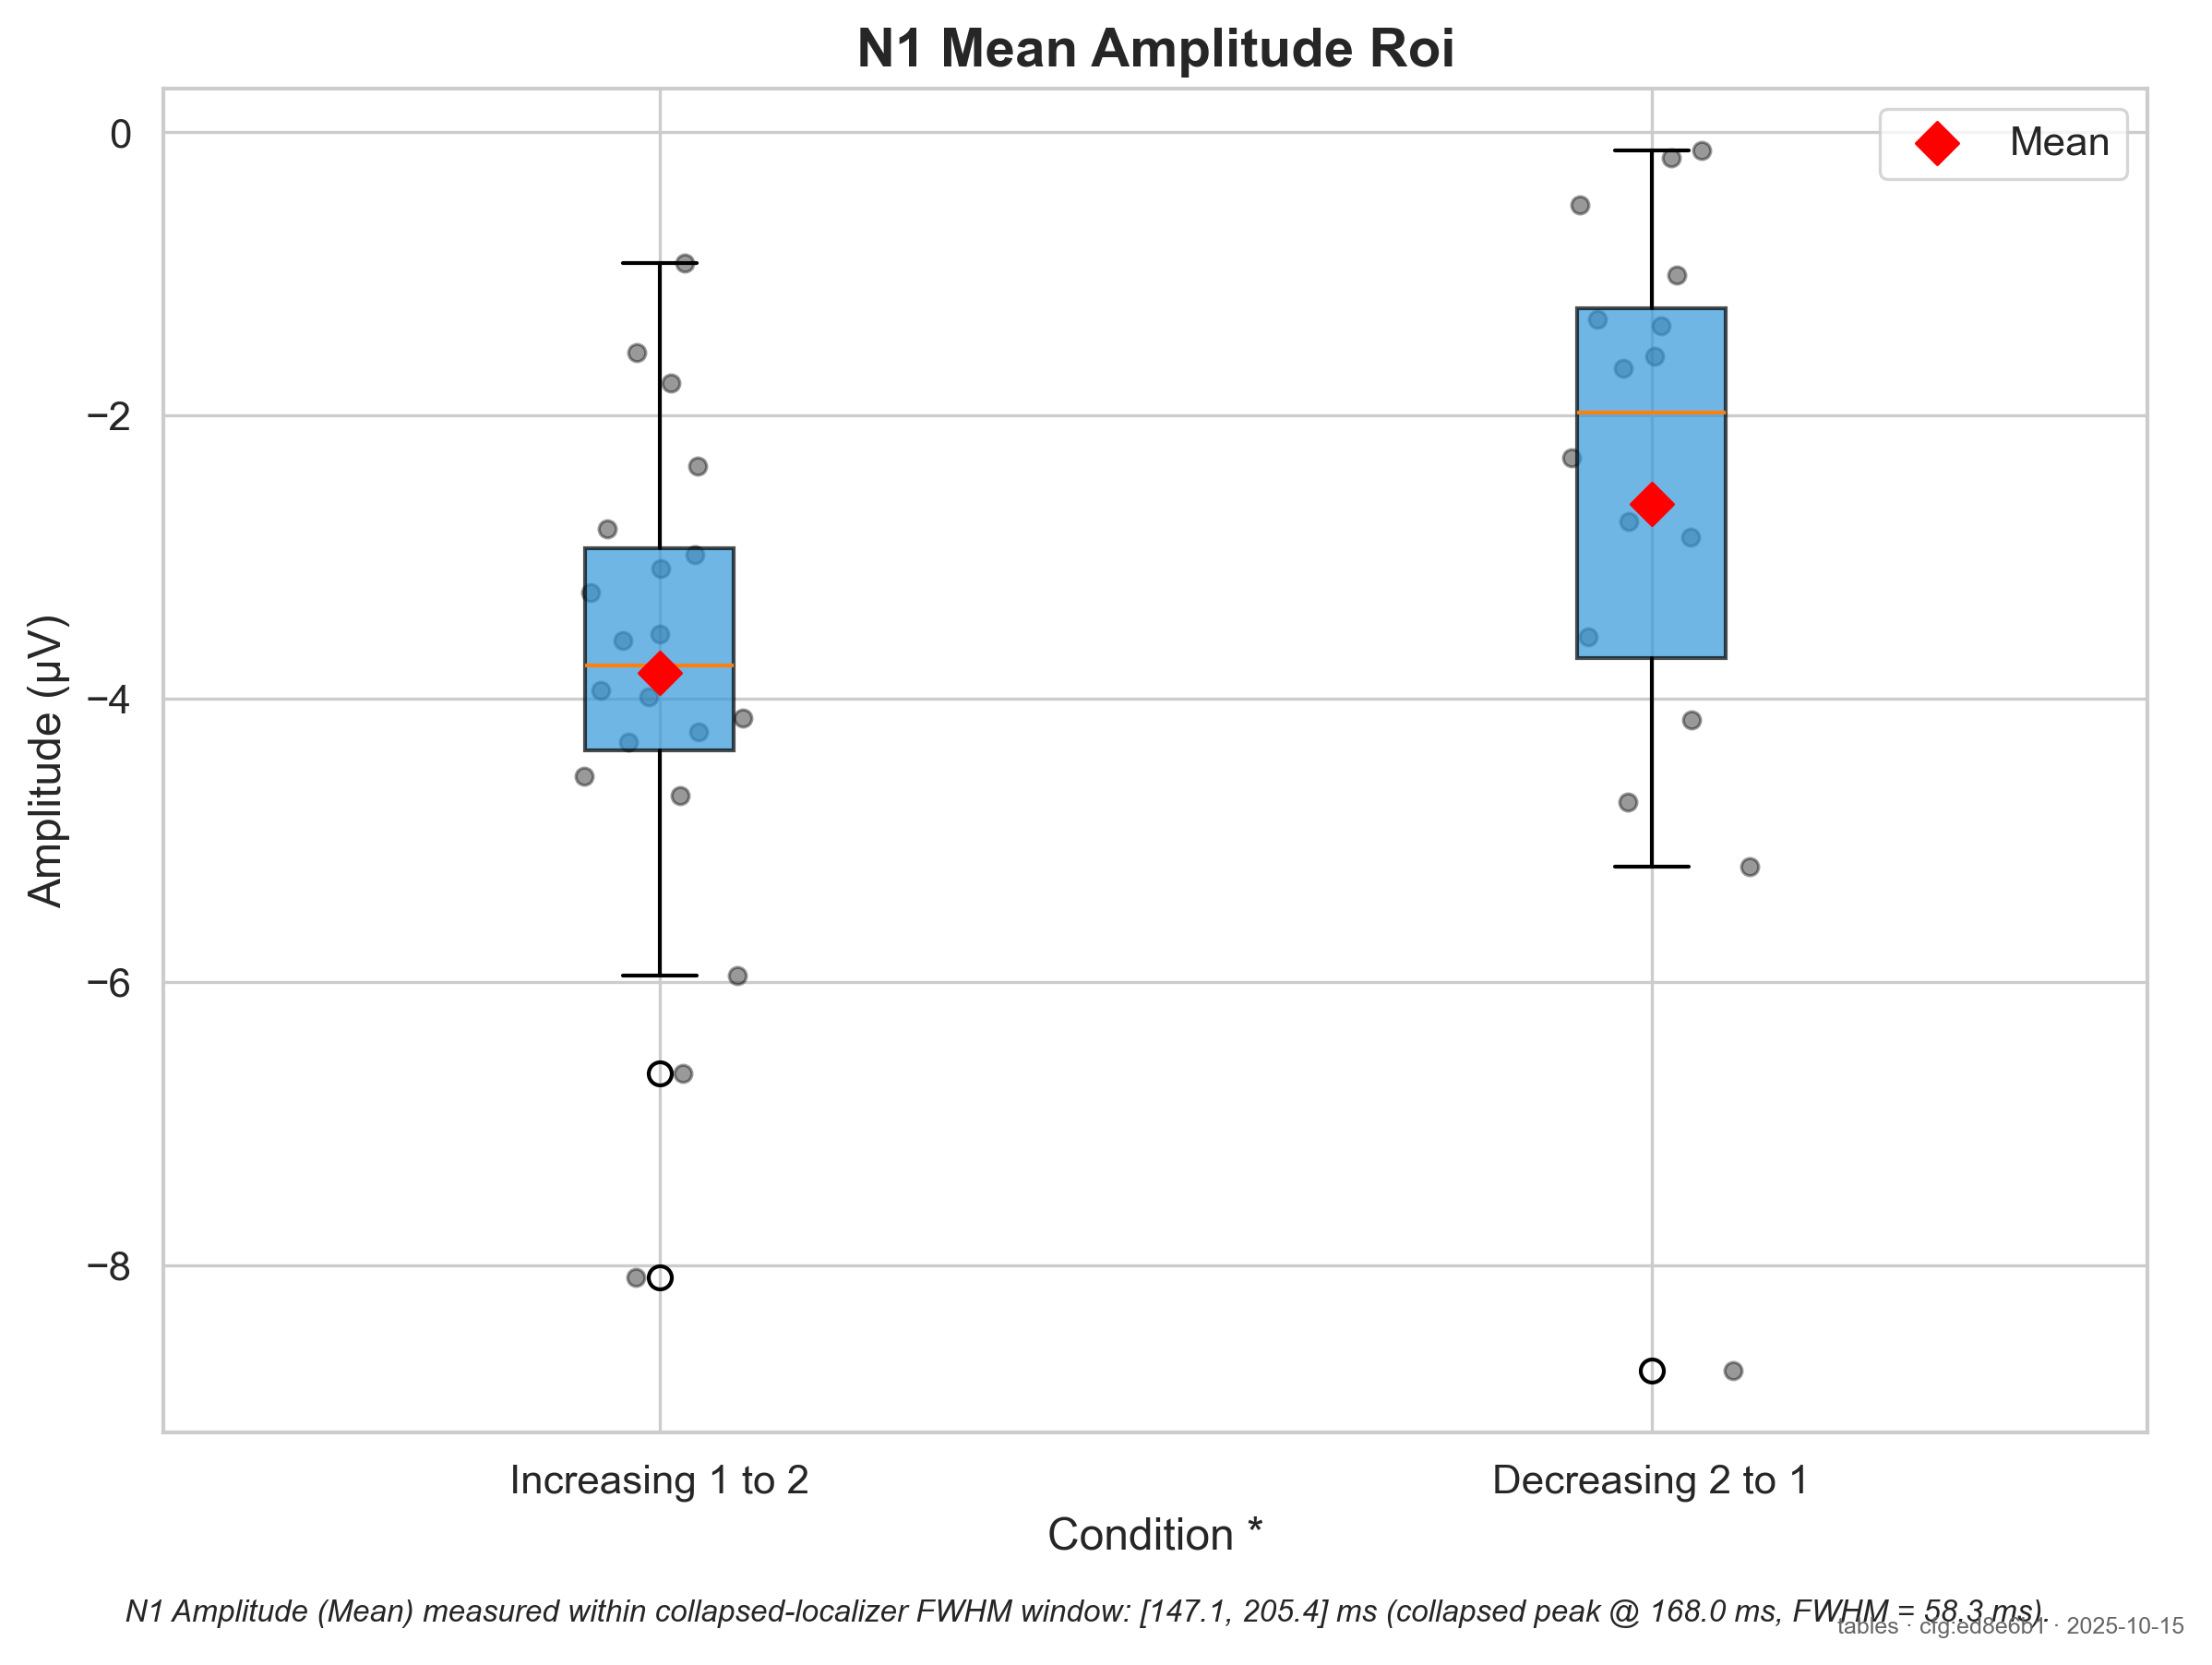 N1 Mean Amplitude Roi
Mean
0
−2
−4
−6
−8
Amplitude (µV)
Increasing 1 to 2
Decreasing 2 to 1
Condition *
N1 Amplitude (Mean) measured within collapsed-localizer FWHM window: [147.1, 205.4] ms (collapsed peak @ 168.0 ms, FWHM = 58.3 ms).
tables · cfg:ed8e6b1 · 2025-10-15